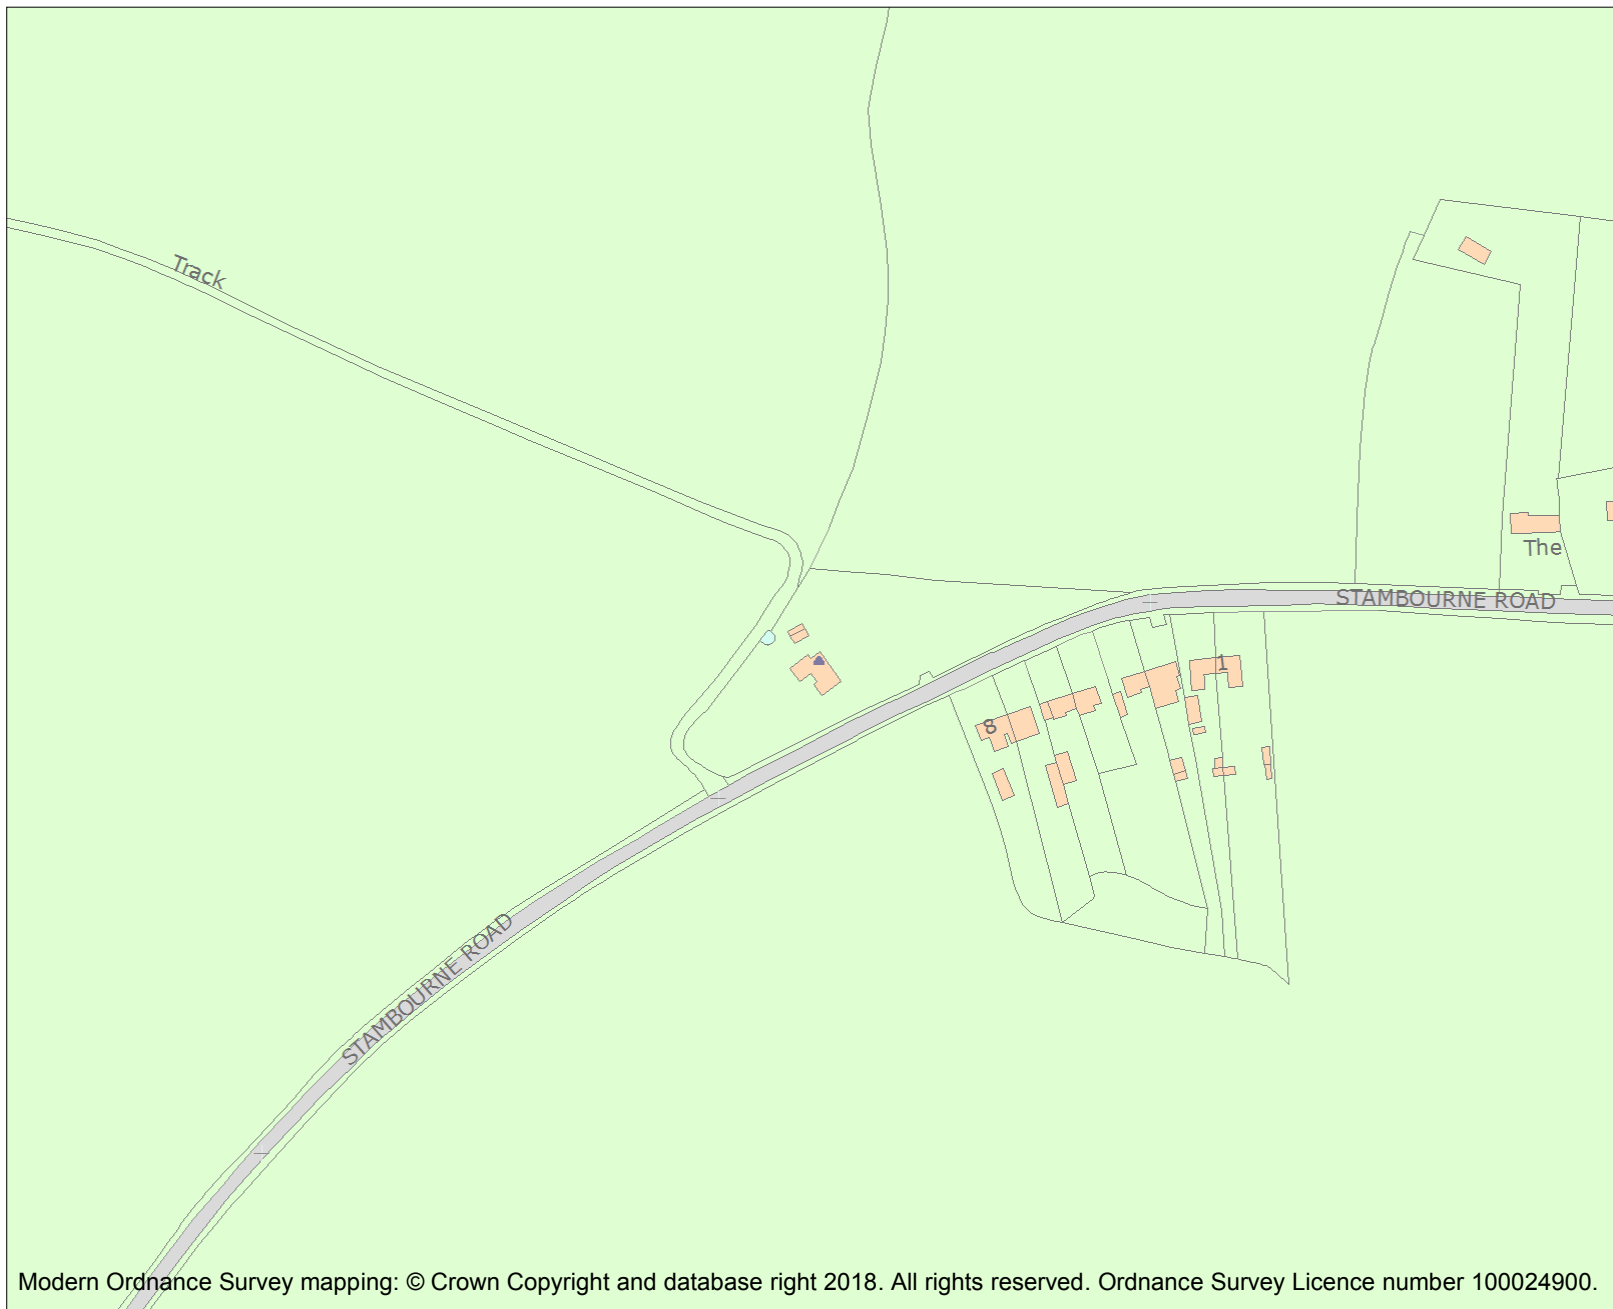 Track
The
STAMBOURNE ROAD
1
8
STAMBOURNE ROAD
Modern Ordnance Survey mapping: © Crown Copyright and database right 2018. All rights reserved. Ordnance Survey Licence number 100024900.